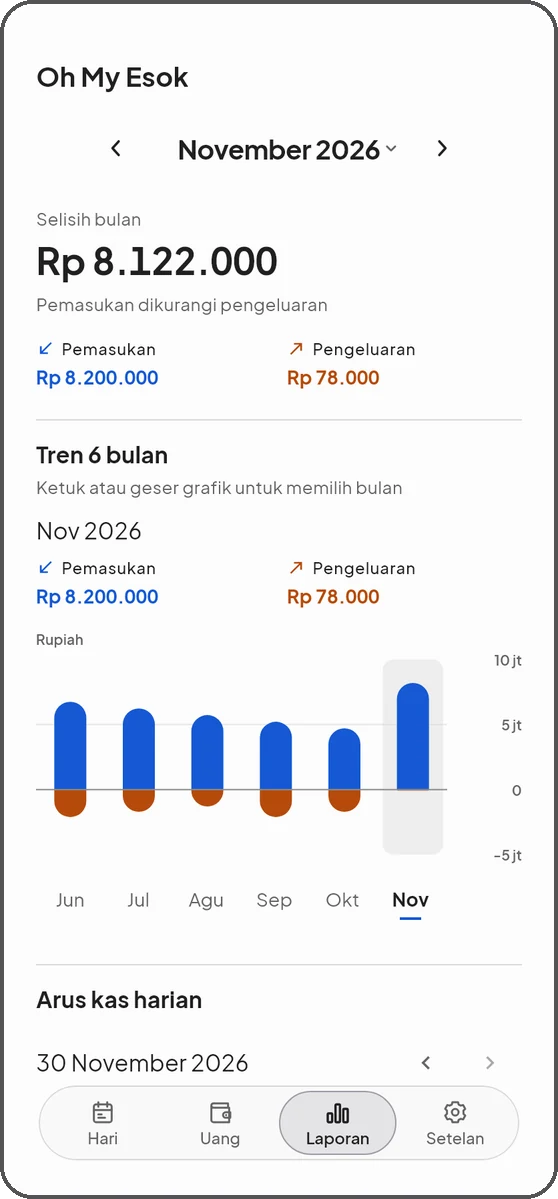 Oh My Esok
November 2026
Selisih bulan
Rp 8.122.000
Pemasukan dikurangi pengeluaran
Pemasukan Pengeluaran
Rp 8.200.000 Rp 78.000
Tren 6 bulan
Ketuk atau geser grafik untuk memilih bulan
Nov 2026
Pemasukan Pengeluaran
Rp 8.200.000 Rp 78.000
Rupiah
10 jt
5 jt
0
-5 jt
Jun Jul Agu Sep Okt Nov
Arus kas harian
30 November 2026
Hari Uang Laporan Setelan